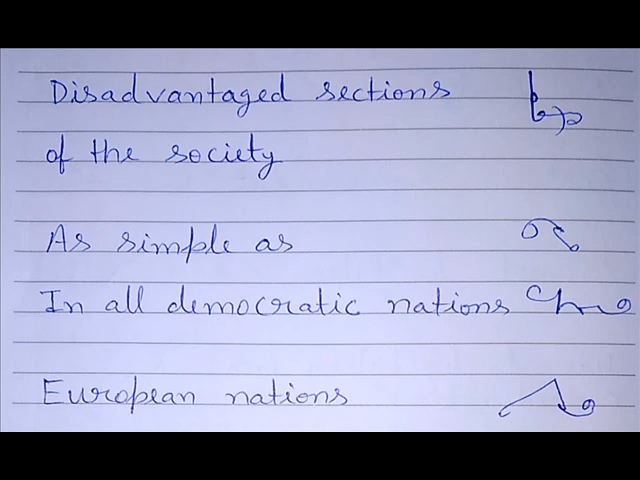 Disadvantaged sections
of the society
As simple as
In all democratic nations
European nations